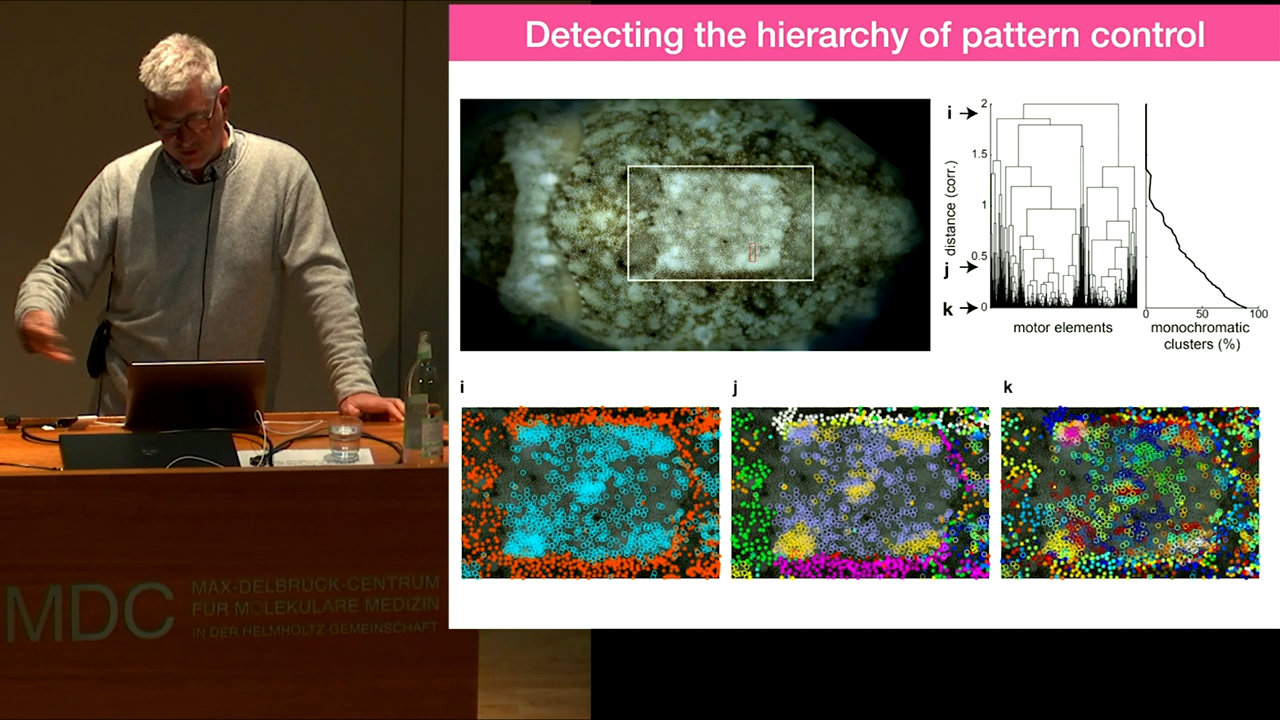 Detecting the hierarchy of pattern control
i
j
k
2
1.5
1
0.5
0
distance (corr.)
motor elements
0
50
100
monochromatic
clusters (%)
i
j
k
MDC
MAX-DELBRÜCK-CENTRUM
FÜR MOLEKULARE MEDIZIN
IN DER HELMHOLTZ-GEMEINSCHAFT